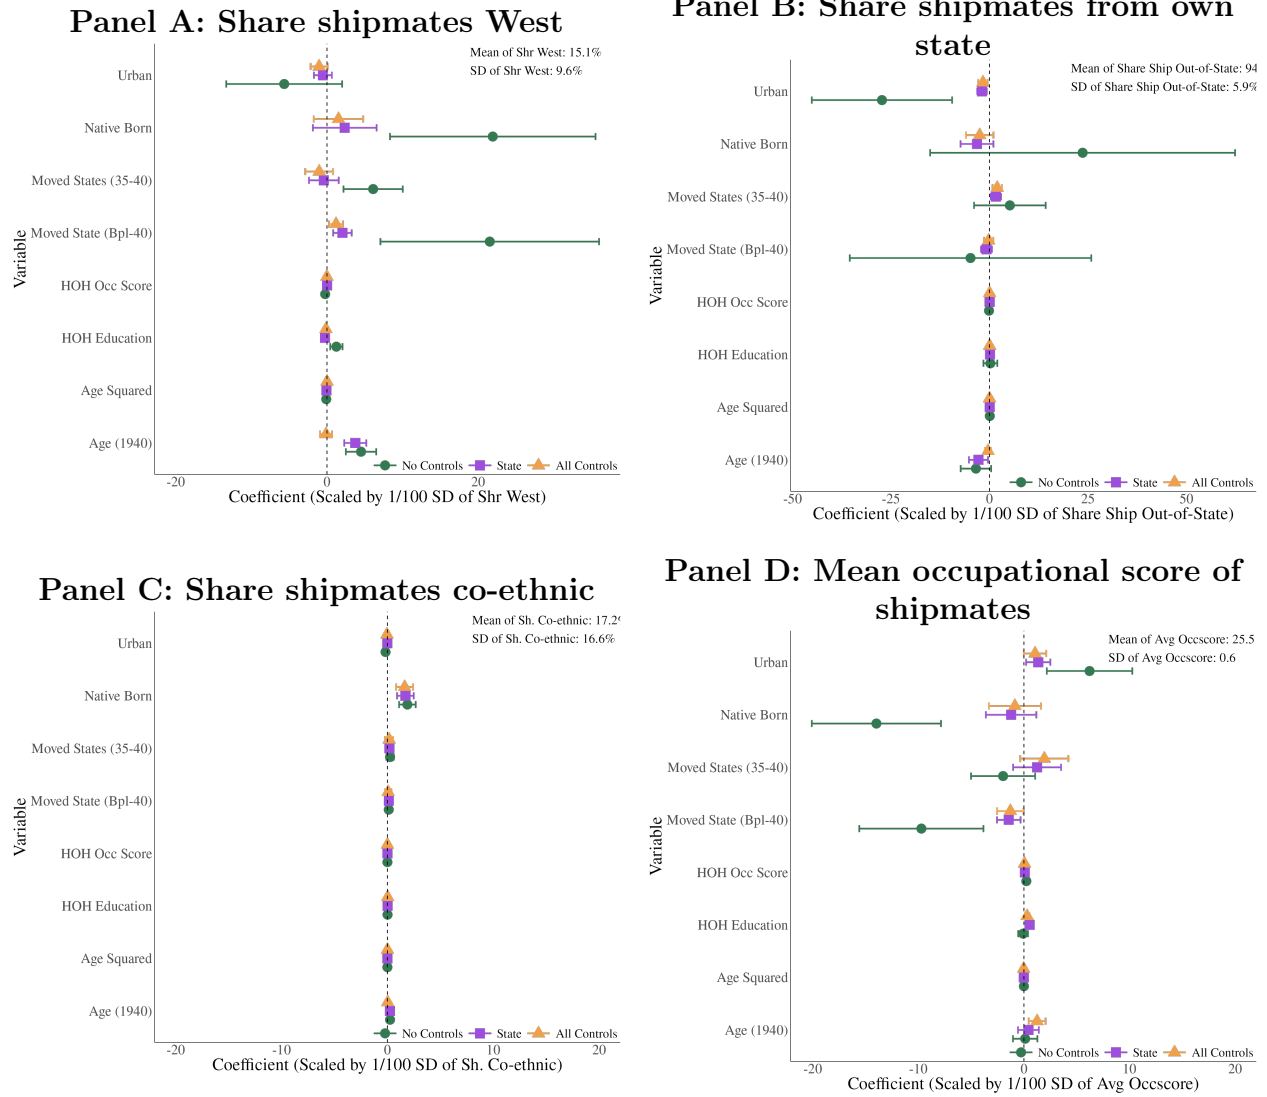 Panel A: Share shipmates West
Mean of Shr West: 15.1%
SD of Shr West: 9.6%
Urban
Native Born
Moved States (35-40)
Moved State (Bpl-40)
HOH Occ Score
HOH Education
Age Squared
Age (1940)
Variable
No Controls State All Controls
-20 0 20
Coefficient (Scaled by 1/100 SD of Shr West)
Panel B: Share shipmates from own
state
Mean of Share Ship Out-of-State: 94
SD of Share Ship Out-of-State: 5.9%
Urban
Native Born
Moved States (35-40)
Moved State (Bpl-40)
HOH Occ Score
HOH Education
Age Squared
Age (1940)
Variable
No Controls State All Controls
-50 -25 0 25 50
Coefficient (Scaled by 1/100 SD of Share Ship Out-of-State)
Panel C: Share shipmates co-ethnic
Mean of Sh. Co-ethnic: 17.2
SD of Sh. Co-ethnic: 16.6%
Urban
Native Born
Moved States (35-40)
Moved State (Bpl-40)
HOH Occ Score
HOH Education
Age Squared
Age (1940)
Variable
No Controls State All Controls
-20 -10 0 10 20
Coefficient (Scaled by 1/100 SD of Sh. Co-ethnic)
Panel D: Mean occupational score of
shipmates
Mean of Avg Occscore: 25.5
SD of Avg Occscore: 0.6
Urban
Native Born
Moved States (35-40)
Moved State (Bpl-40)
HOH Occ Score
HOH Education
Age Squared
Age (1940)
Variable
No Controls State All Controls
-20 -10 0 10 20
Coefficient (Scaled by 1/100 SD of Avg Occscore)